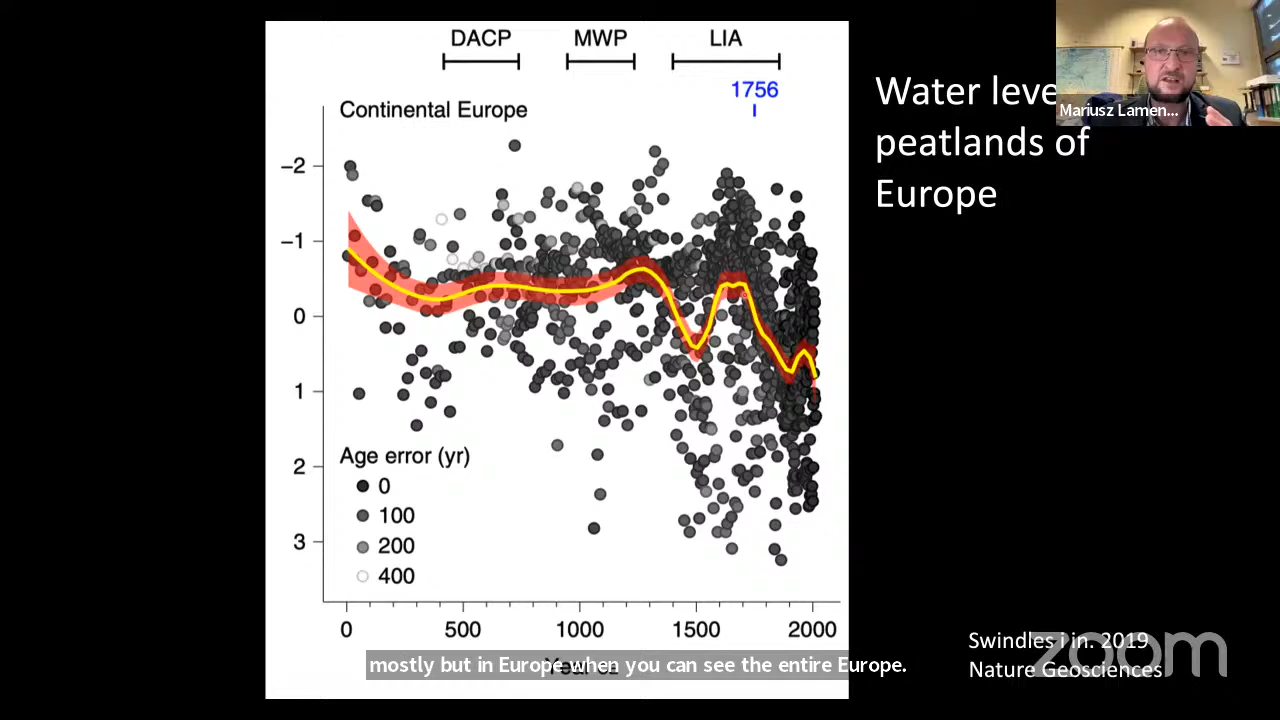 DACP MWP LIA
1756
Continental Europe
Water leve
peatlands of
Europe
Mariusz Lamen...
−2
−1
0
1
2
3
Age error (yr)
0
100
200
400
0 500 1000 1500 2000
mostly but in Europe when you can see the entire Europe.
Swindles i in. 2019
Nature Geosciences
zoom